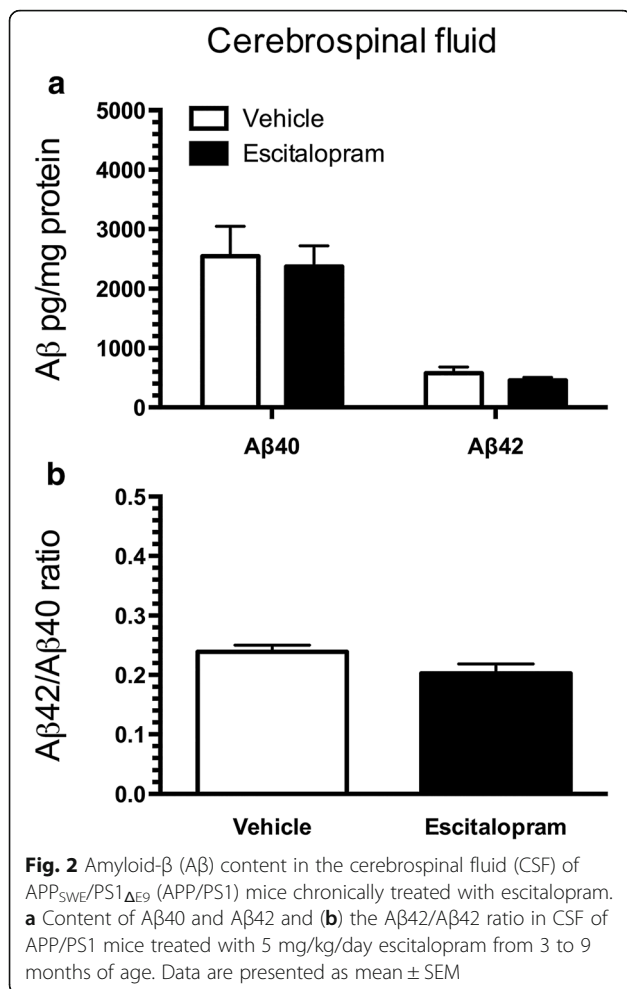 Cerebrospinal fluid
a
5000
4000
3000
2000
1000
0
Aβ pg/mg protein
Vehicle
Escitalopram
Aβ40 Aβ42
b
0.5
0.4
0.3
0.2
0.1
0.0
Aβ42/Aβ40 ratio
Vehicle Escitalopram
Fig. 2 Amyloid-β (Aβ) content in the cerebrospinal fluid (CSF) of
APPSWE/PS1ΔE9 (APP/PS1) mice chronically treated with escitalopram.
a Content of Aβ40 and Aβ42 and (b) the Aβ42/Aβ42 ratio in CSF of
APP/PS1 mice treated with 5 mg/kg/day escitalopram from 3 to 9
months of age. Data are presented as mean ± SEM